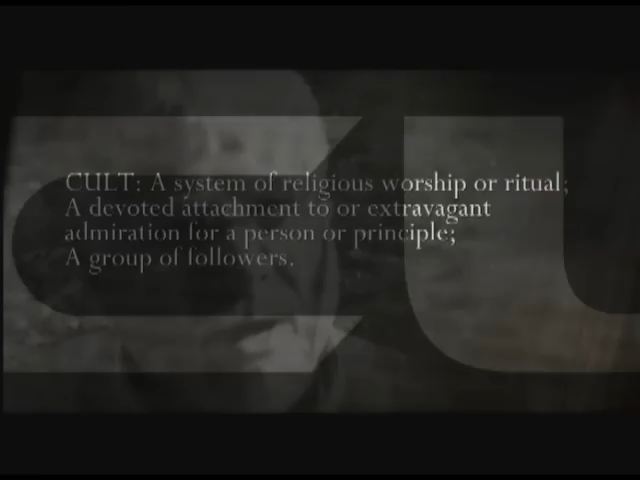 CULT: A system of religious worship or ritual;
A devoted attachment to or extravagant
admiration for a person or principle;
A group of followers.
CU